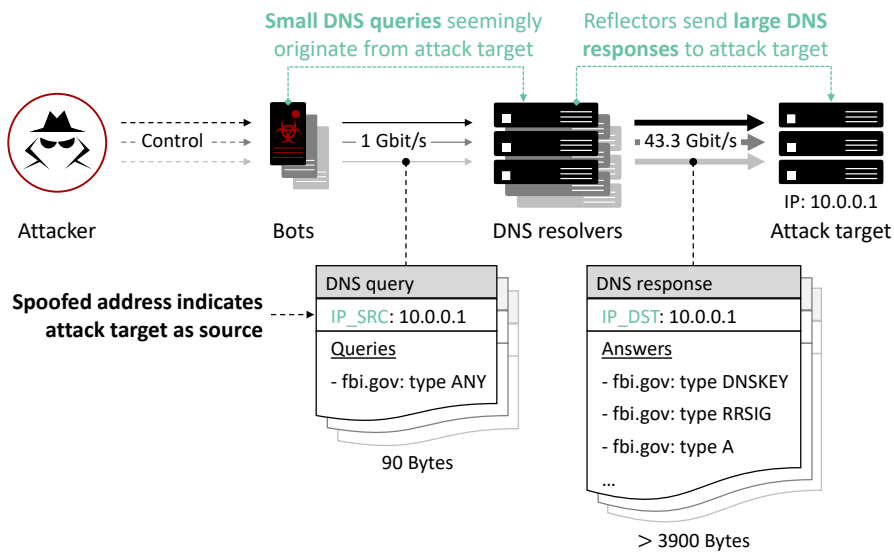 Small DNS queries seemingly
originate from attack target
Reflectors send large DNS
responses to attack target
Control
1 Gbit/s
43.3 Gbit/s
IP: 10.0.0.1
Attacker
Bots
DNS resolvers
Attack target
Spoofed address indicates
attack target as source
DNS query
IP_SRC: 10.0.0.1
Queries
- fbi.gov: type ANY
90 Bytes
DNS response
IP_DST: 10.0.0.1
Answers
- fbi.gov: type DNSKEY
- fbi.gov: type RRSIG
- fbi.gov: type A
...
> 3900 Bytes